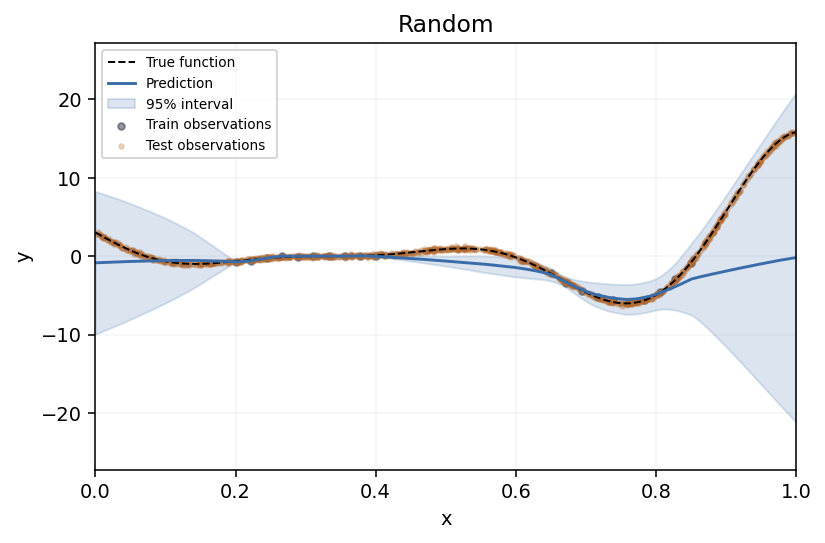 Random
True function
Prediction
95% interval
Train observations
Test observations
20
10
0
−10
−20
y
0.0 0.2 0.4 0.6 0.8 1.0
x